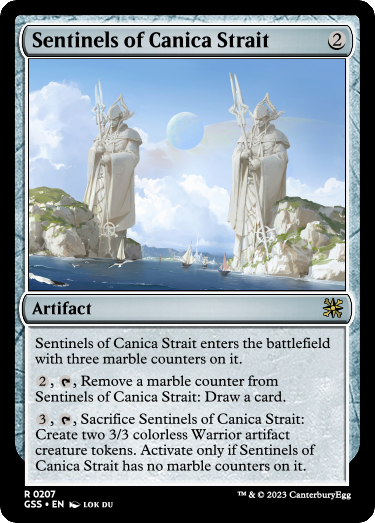 Sentinels of Canica Strait 2
Artifact
Sentinels of Canica Strait enters the battlefield
with three marble counters on it.
2, , Remove a marble counter from
Sentinels of Canica Strait: Draw a card.
3, , Sacrifice Sentinels of Canica Strait:
Create two 3/3 colorless Warrior artifact
creature tokens. Activate only if Sentinels of
Canica Strait has no marble counters on it.
R 0207
GSS • EN LOK DU
™ & © 2023 CanterburyEgg